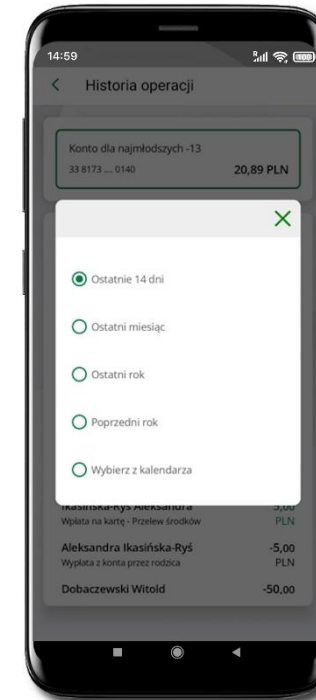 14:59
100
Historia operacji
Konto dla najmłodszych -13
33 8173 .... 0140
20,89 PLN
Ostatnie 14 dni
Ostatni miesiąc
Ostatni rok
Poprzedni rok
Wybierz z kalendarza
Ikasińska-Ryś Aleksandra
5,00
Wpłata na kartę - Przelew środków
PLN
Aleksandra Ikasińska-Ryś
-5,00
Wypłata z konta przez rodzica
PLN
Dobaczewski Witold
-50,00